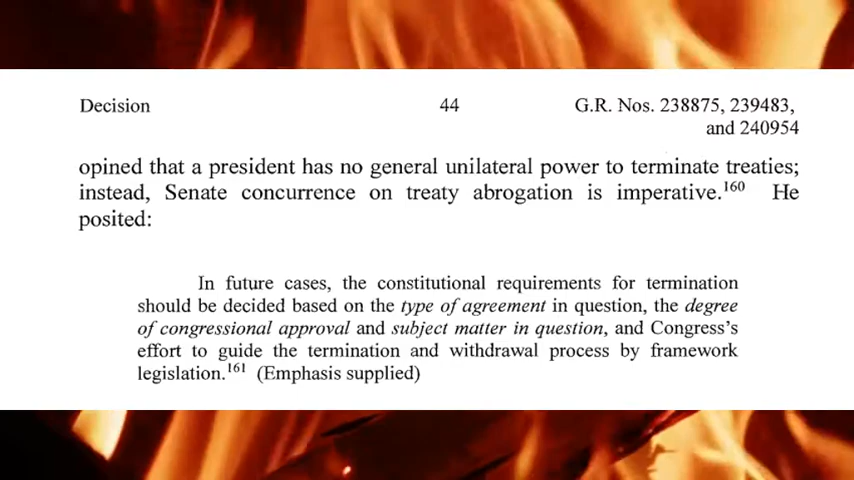 Decision 44 G.R. Nos. 238875, 239483,
and 240954
opined that a president has no general unilateral power to terminate treaties;
instead, Senate concurrence on treaty abrogation is imperative.160 He
posited:
In future cases, the constitutional requirements for termination
should be decided based on the type of agreement in question, the degree
of congressional approval and subject matter in question, and Congress's
effort to guide the termination and withdrawal process by framework
legislation.161 (Emphasis supplied)